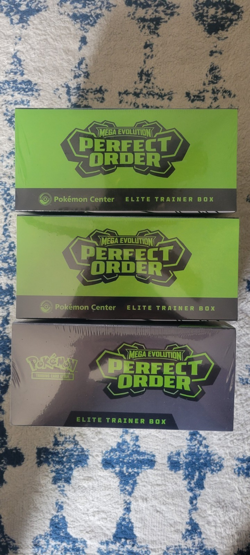 MEGA EVOLUTION
PERFECT
ORDER
Pokémon Center ELITE TRAINER BOX
MEGA EVOLUTION
PERFECT
ORDER
Pokémon Center ELITE TRAINER BOX
POKÉMON
MEGA EVOLUTION
PERFECT
ORDER
ELITE TRAINER BOX